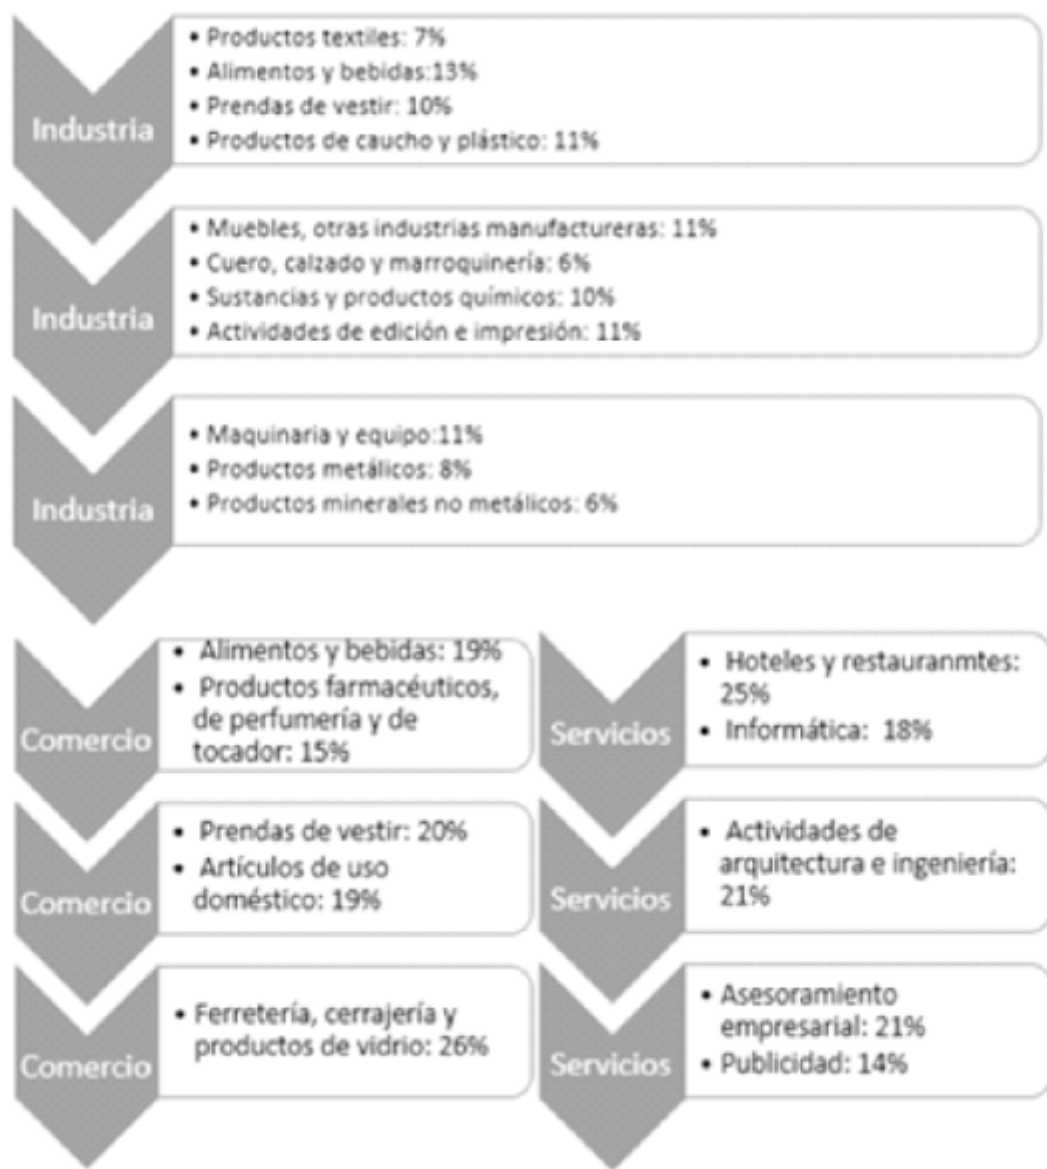 Industria
• Productos textiles: 7%
• Alimentos y bebidas:13%
• Prendas de vestir: 10%
• Productos de caucho y plástico: 11%
Industria
• Muebles, otras industrias manufactureras: 11%
• Cuero, calzado y marroquinería: 6%
• Sustancias y productos químicos: 10%
• Actividades de edición e impresión: 11%
Industria
• Maquinaria y equipo:11%
• Productos metálicos: 8%
• Productos minerales no metálicos: 6%
Comercio
• Alimentos y bebidas: 19%
• Productos farmacéuticos,
de perfumería y de
tocador: 15%
Servicios
• Hoteles y restauranmtes:
25%
• Informática: 18%
Comercio
• Prendas de vestir: 20%
• Artículos de uso
doméstico: 19%
Servicios
• Actividades de
arquitectura e ingeniería:
21%
Comercio
• Ferretería, cerrajería y
productos de vidrio: 26%
Servicios
• Asesoramiento
empresarial: 21%
• Publicidad: 14%